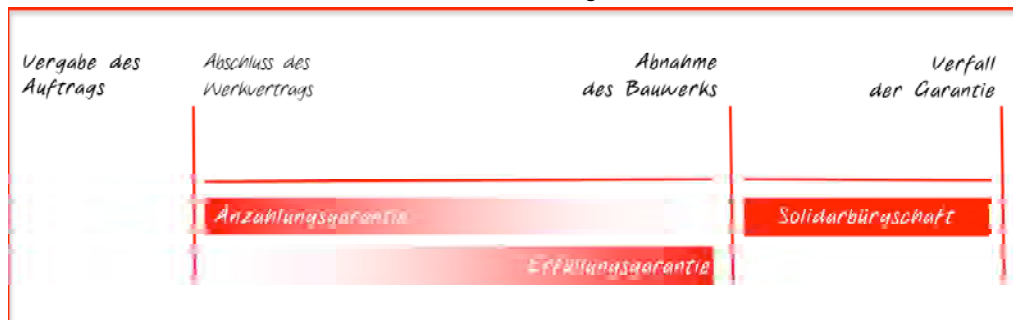 Vergabe des
Auftrags
Abschluss des
Werkvertrags
Abnahme
des Bauwerks
Verfall
der Garantie
Anzahlungsgarantie
Solidarbürgschaft
Erfüllungsgarantie